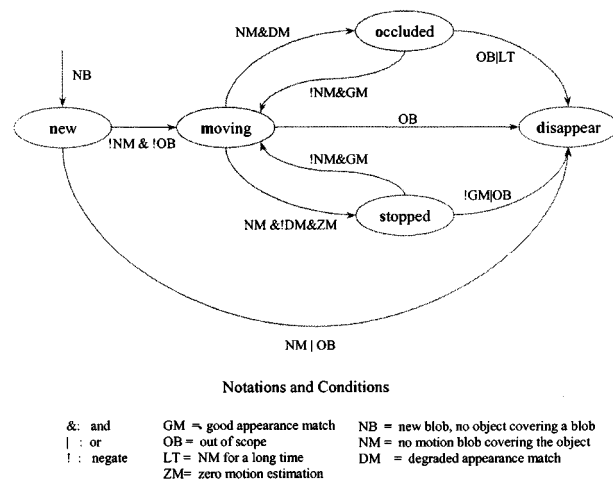 NM&DM
occluded
OB|LT
NB
!NM&GM
new
!NM & !OB
moving
OB
disappear
!NM&GM
NM &!DM&ZM
stopped
!GM|OB
NM | OB
Notations and Conditions
&: and
| : or
! : negate
GM = good appearance match
OB = out of scope
LT = NM for a long time
ZM= zero motion estimation
NB = new blob, no object covering a blob
NM = no motion blob covering the object
DM = degraded appearance match